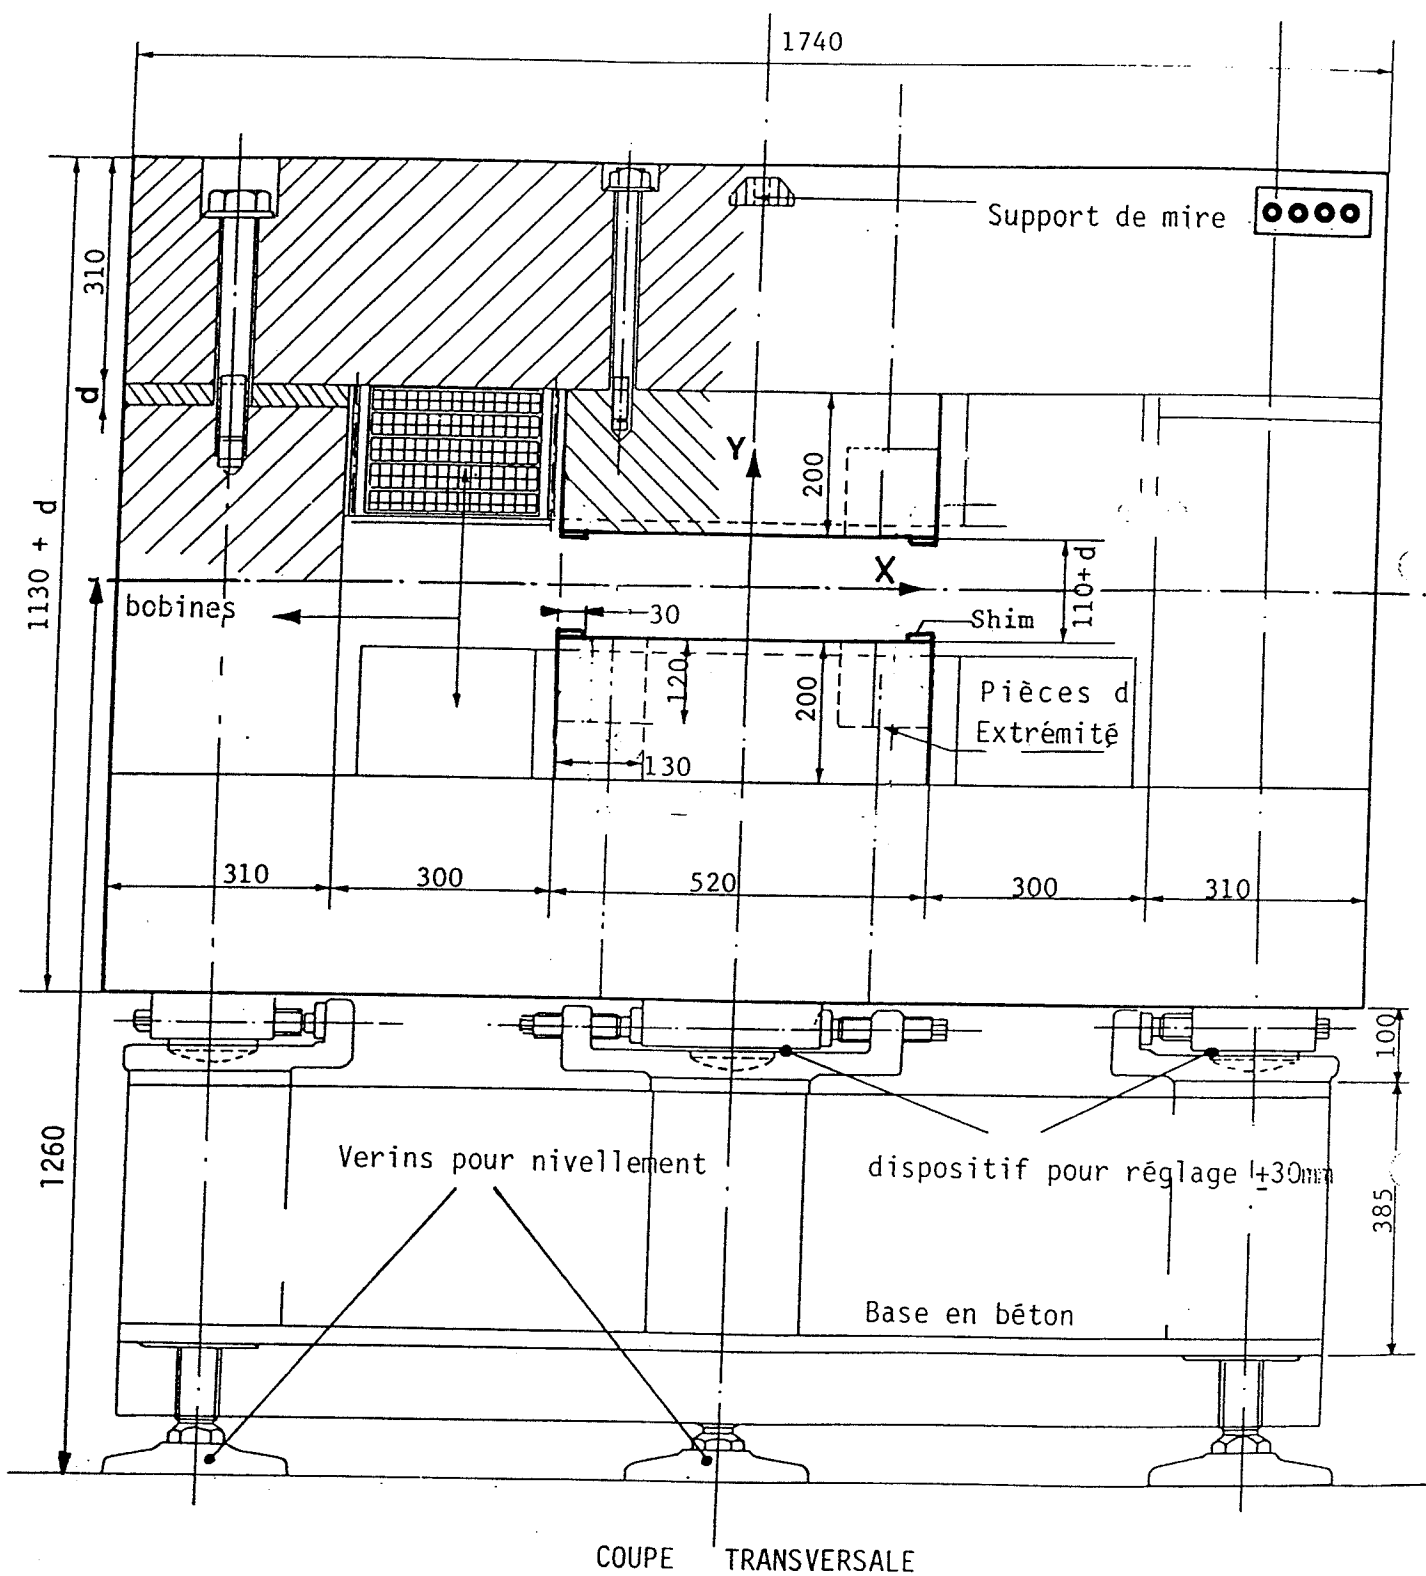 1740
Support de mire
310
d
1130 + d
Y
200
X
110+d
bobines
30
Shim
120
200
Pièces d
Extrémité
130
310
300
520
300
310
100
1260
Verins pour nivellement
dispositif pour réglage ±30mm
385
Base en béton
COUPE TRANSVERSALE